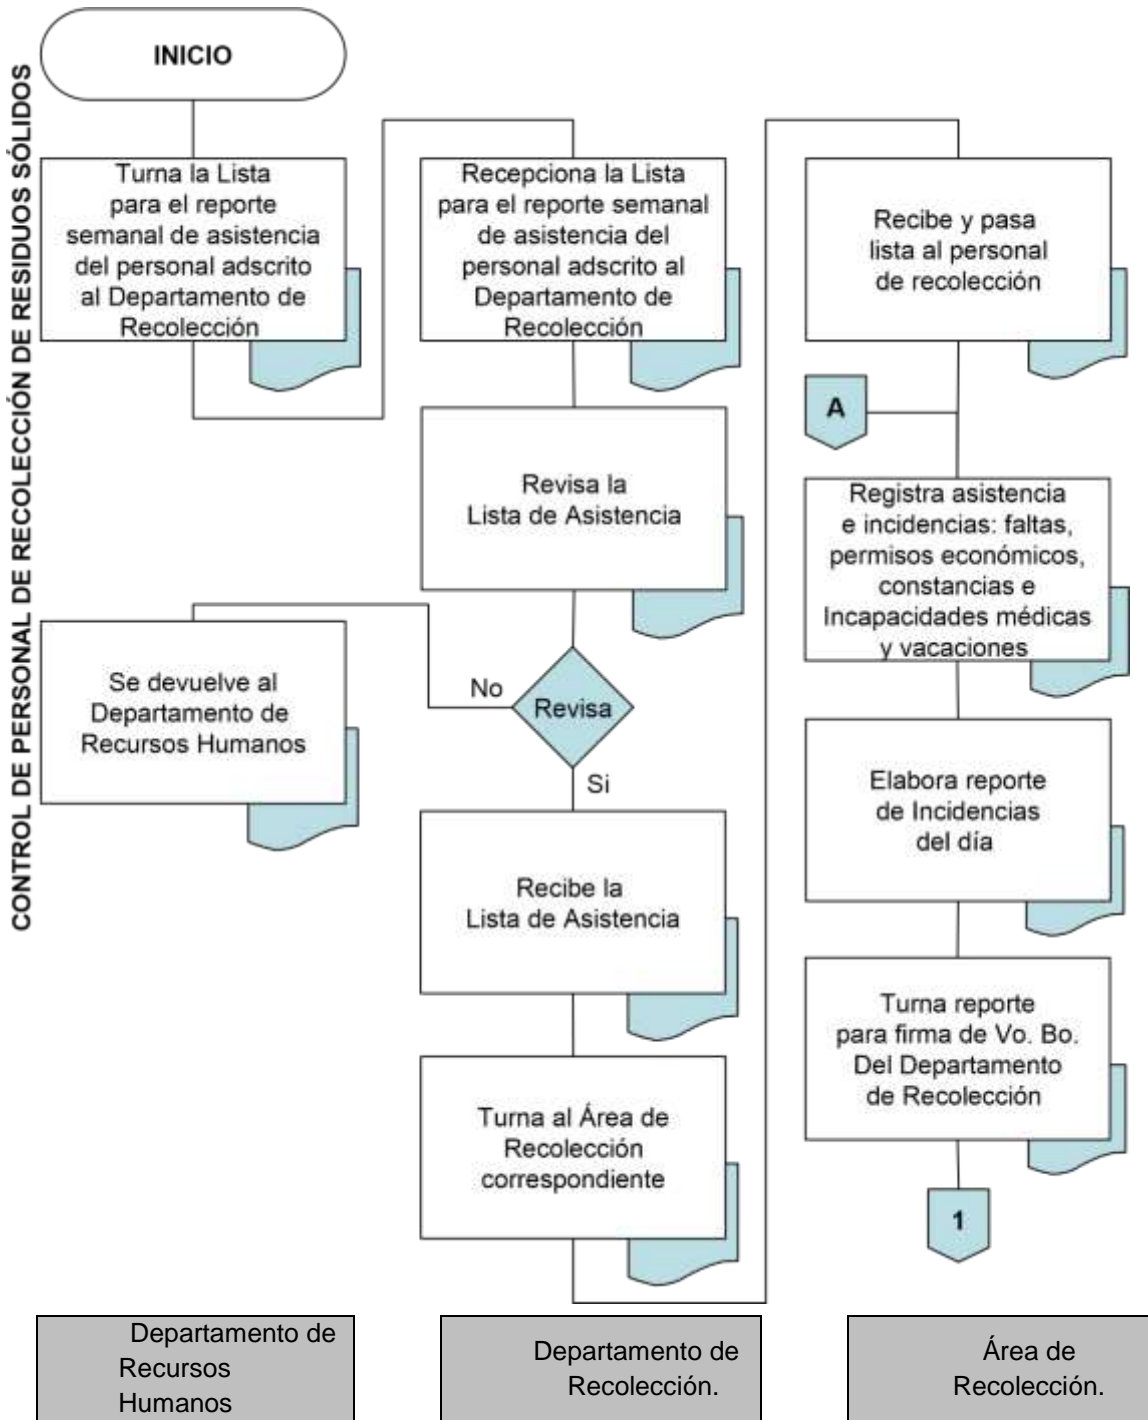 CONTROL DE PERSONAL DE RECOLECCIÓN DE RESIDUOS SÓLIDOS
INICIO
Turna la Lista
para el reporte
semanal de asistencia
del personal adscrito
al Departamento de
Recolección
Se devuelve al
Departamento de
Recursos Humanos
Recepciona la Lista
para el reporte semanal
de asistencia del
personal adscrito al
Departamento de
Recolección
Revisa la
Lista de Asistencia
No
Revisa
Si
Recibe la
Lista de Asistencia
Turna al Área de
Recolección
correspondiente
Recibe y pasa
lista al personal
de recolección
A
Registra asistencia
e incidencias: faltas,
permisos económicos,
constancias e
Incapacidades médicas
y vacaciones
Elabora reporte
de Incidencias
del día
Turna reporte
para firma de Vo. Bo.
Del Departamento
de Recolección
1
Departamento de
Recursos
Humanos
Departamento de
Recolección.
Área de
Recolección.